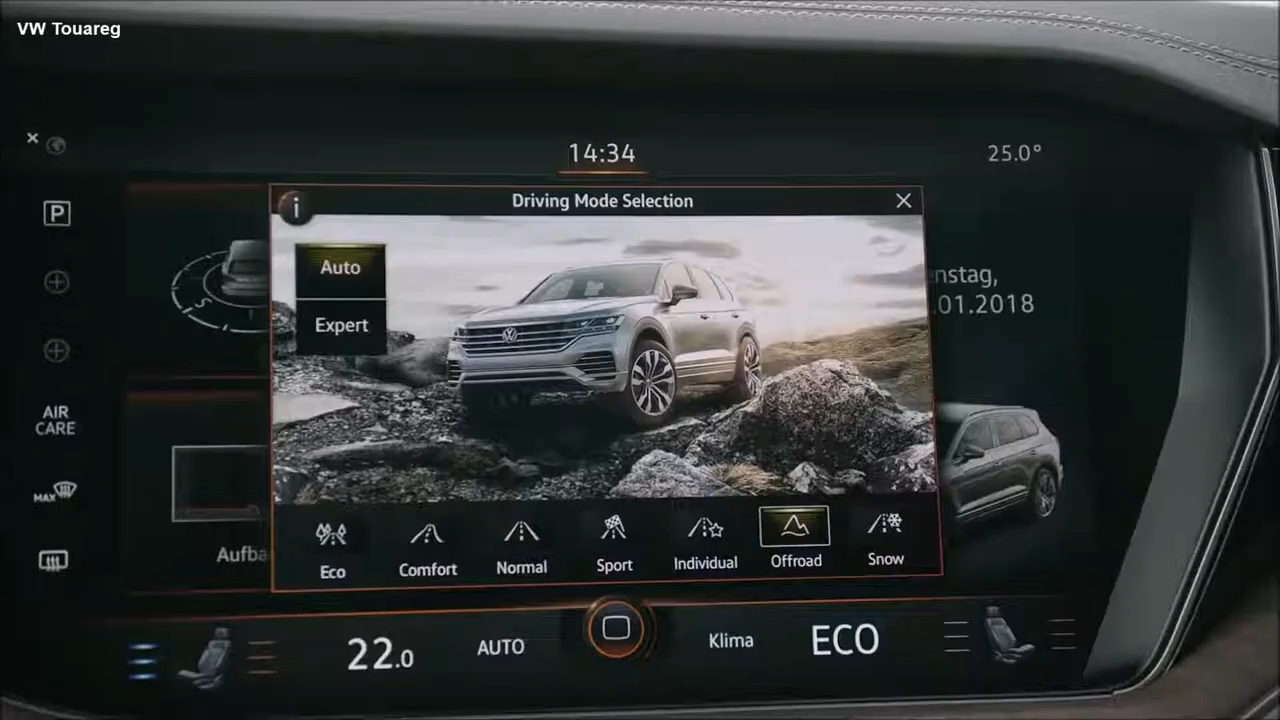 VW Touareg
14:34
25.0°
i Driving Mode Selection
Auto
Expert
nstag,
.01.2018
P
AIR
CARE
MAX
S
Aufba
Eco
Comfort
Normal
Sport
Individual
Offroad
Snow
22.0
AUTO
Klima
ECO